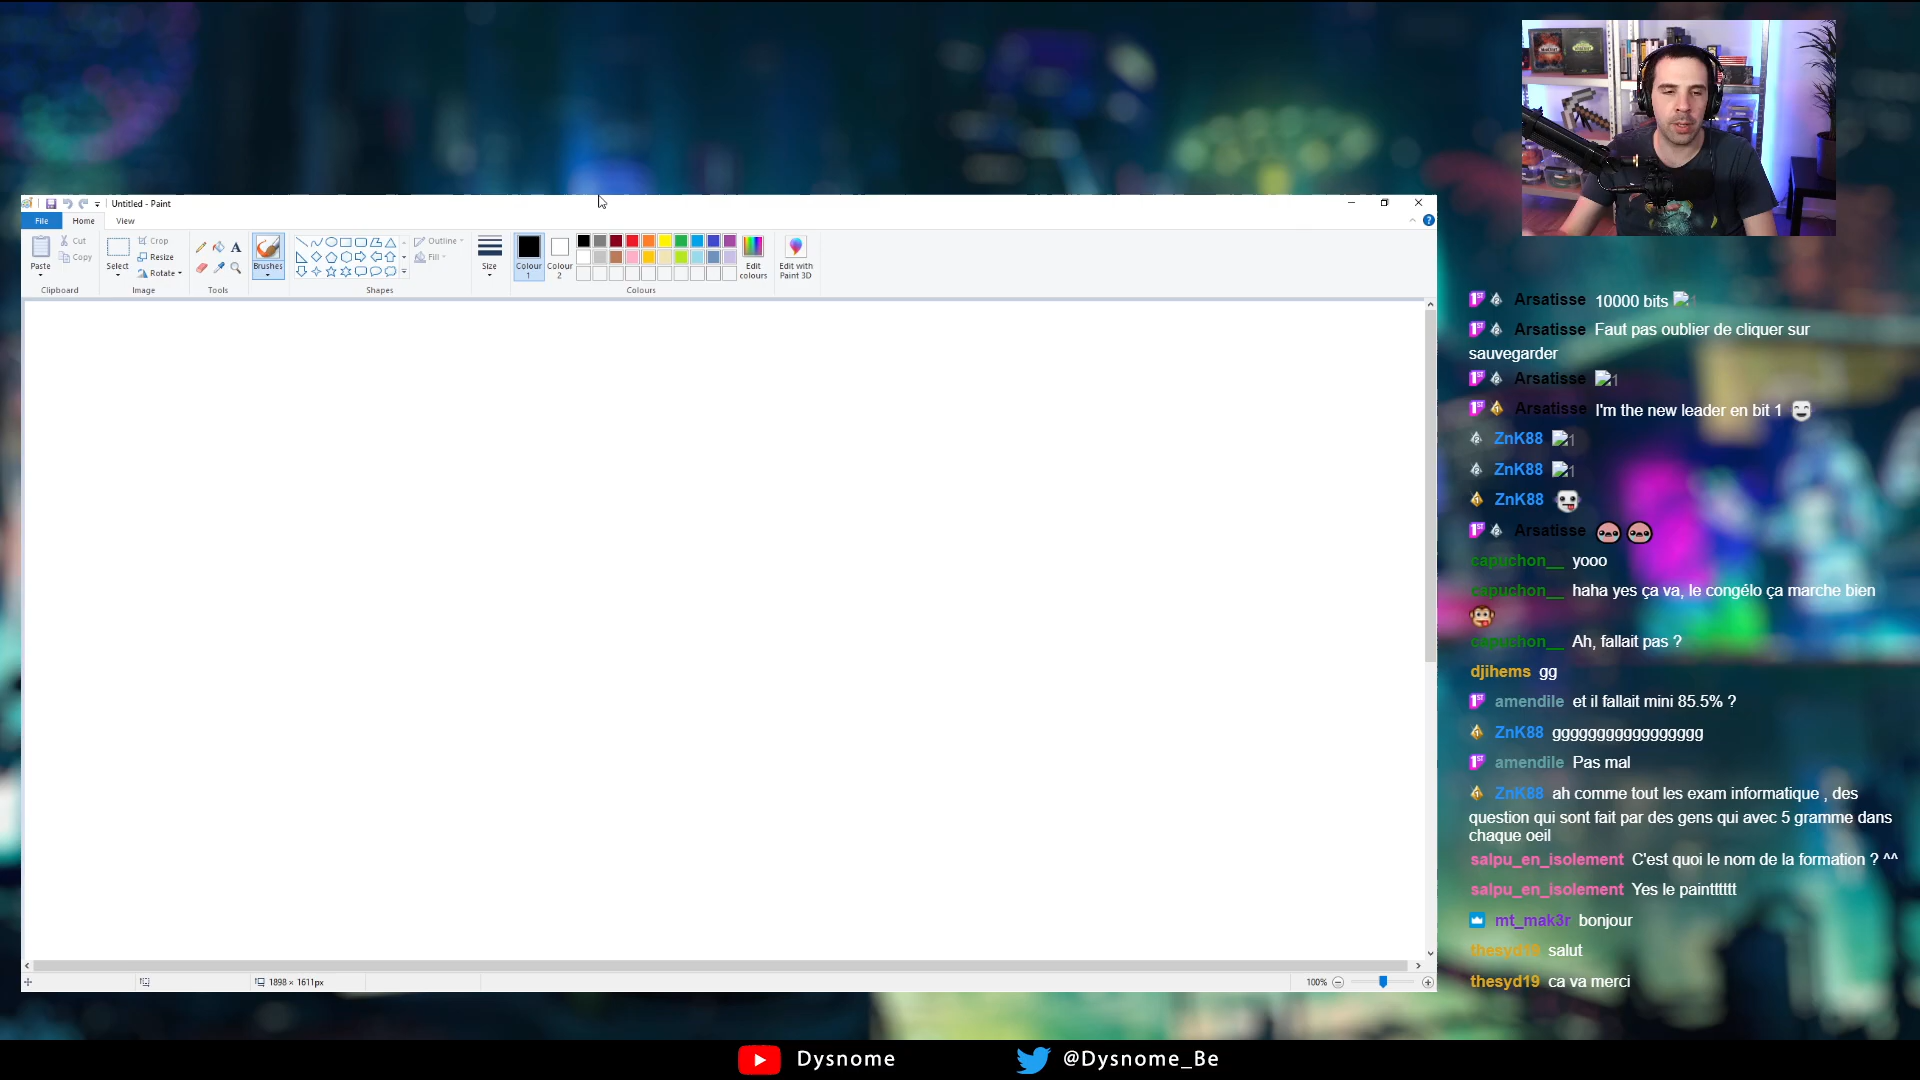 Untitled - Paint
File Home View
Paste
Cut
Copy
Clipboard
Select
Crop
Resize
Rotate
Image
Tools
Brushes
Shapes
Outline
Fill
Size
Colour 1
Colour 2
Edit colours
Colours
Edit with Paint 3D
1898 × 1611px
100%
Arsatisse 10000 bits 1
Arsatisse Faut pas oublier de cliquer sur
sauvegarder
Arsatisse 1
Arsatisse I'm the new leader en bit 1
ZnK88 1
ZnK88 1
ZnK88
Arsatisse
capuchon__ yooo
capuchon__ haha yes ça va, le congélo ça marche bien
capuchon__ Ah, fallait pas ?
djihems gg
amendile et il fallait mini 85.5% ?
ZnK88 ggggggggggggggggg
amendile Pas mal
ZnK88 ah comme tout les exam informatique , des
question qui sont fait par des gens qui avec 5 gramme dans
chaque oeil
salpu_en_isolement C'est quoi le nom de la formation ? ^^
salpu_en_isolement Yes le paintttttt
mt_mak3r bonjour
thesyd19 salut
thesyd19 ca va merci
Dysnome
@Dysnome_Be